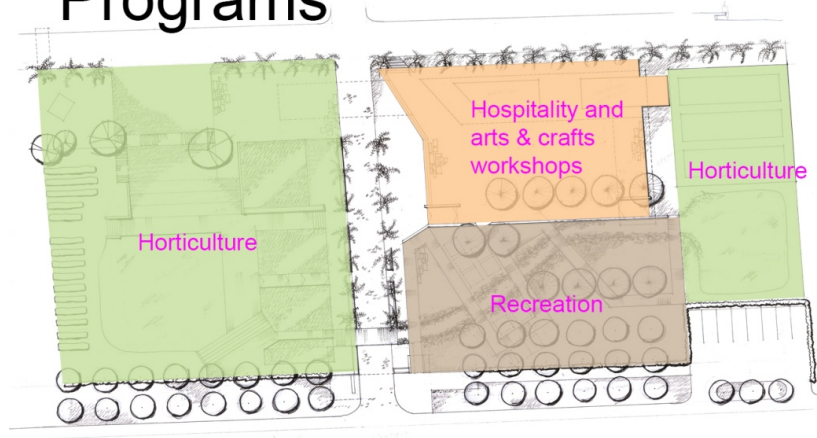 Programs
Hospitality and
arts & crafts
workshops
Horticulture
Horticulture
Recreation